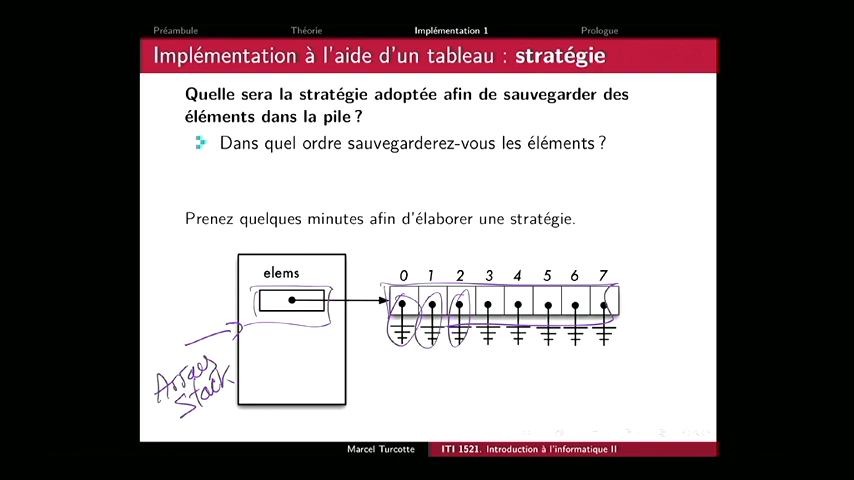 Préambule Théorie Implémentation 1 Prologue
Implémentation à l'aide d'un tableau : stratégie
Quelle sera la stratégie adoptée afin de sauvegarder des
éléments dans la pile ?
Dans quel ordre sauvegarderez-vous les éléments ?
Prenez quelques minutes afin d'élaborer une stratégie.
elems
0 1 2 3 4 5 6 7
Array
Stack
Marcel Turcotte ITI 1521. Introduction à l'informatique II